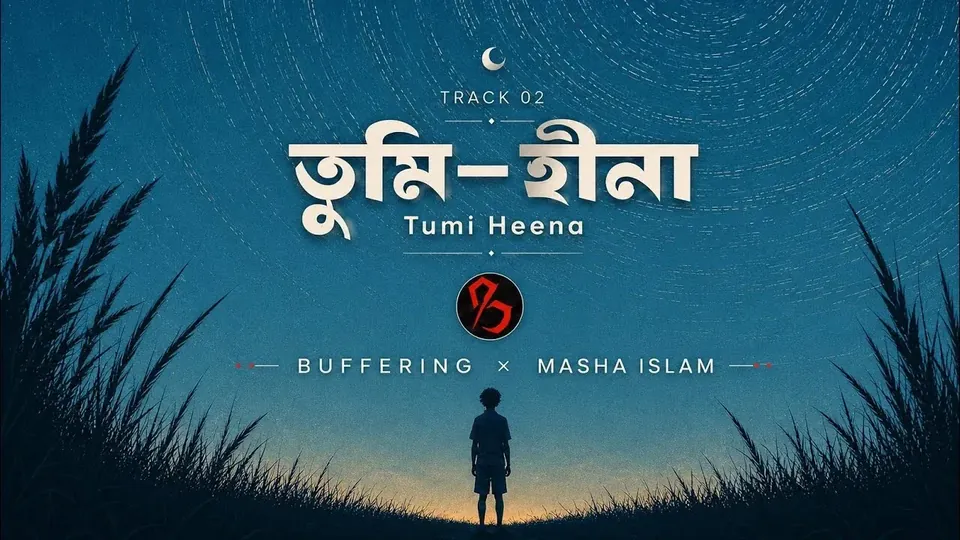 TRACK 02
তুমি-হীনা
Tumi Heena
BUFFERING × MASHA ISLAM